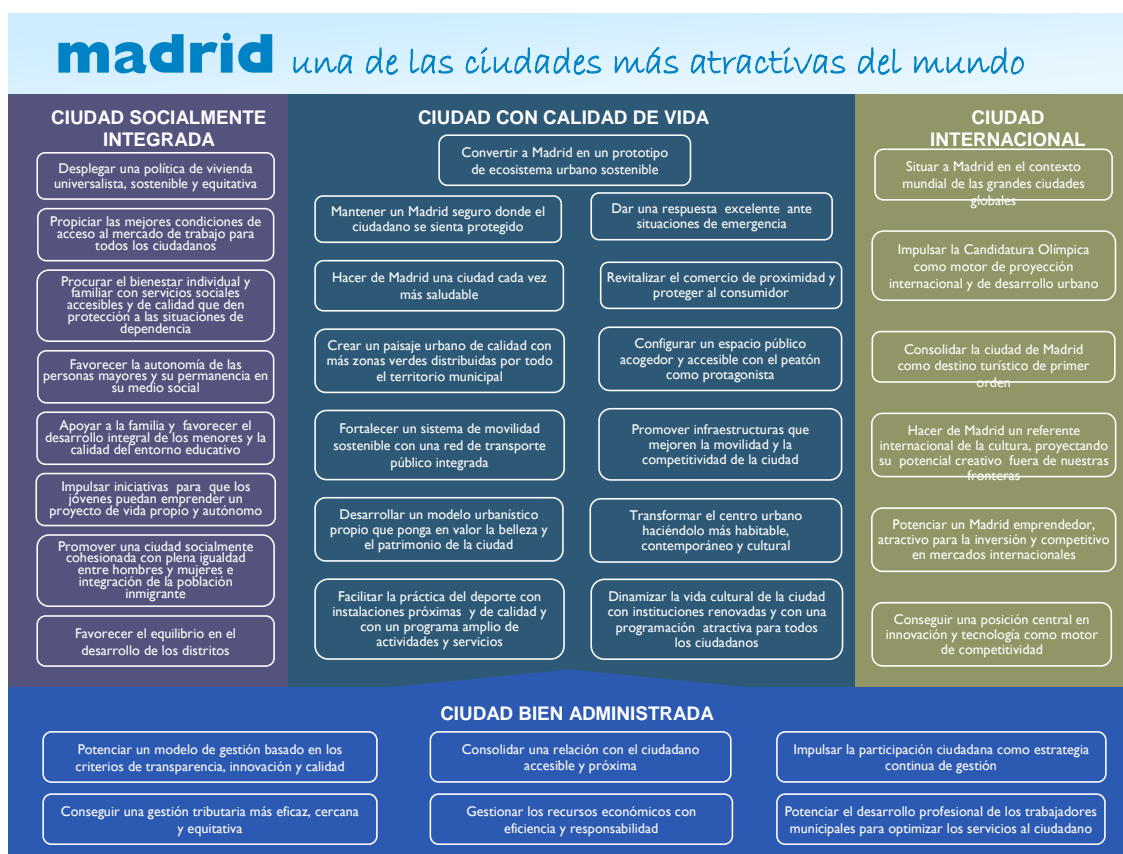 madrid una de las ciudades más atractivas del mundo
CIUDAD SOCIALMENTE
INTEGRADA
Desplegar una política de vivienda
universalista, sostenible y equitativa
Propiciar las mejores condiciones de
acceso al mercado de trabajo para
todos los ciudadanos
Procurar el bienestar individual y
familiar con servicios sociales
accesibles y de calidad que den
protección a las situaciones de
dependencia
Favorecer la autonomía de las
personas mayores y su permanencia en
su medio social
Apoyar a la familia y favorecer el
desarrollo integral de los menores y la
calidad del entorno educativo
Impulsar iniciativas para que los
jóvenes puedan emprender un
proyecto de vida propio y autónomo
Promover una ciudad socialmente
cohesionada con plena igualdad
entre hombres y mujeres e
integración de la población
inmigrante
Favorecer el equilibrio en el
desarrollo de los distritos
CIUDAD CON CALIDAD DE VIDA
Convertir a Madrid en un prototipo
de ecosistema urbano sostenible
Mantener un Madrid seguro donde el
ciudadano se sienta protegido
Hacer de Madrid una ciudad cada vez
más saludable
Crear un paisaje urbano de calidad con
más zonas verdes distribuidas por todo
el territorio municipal
Fortalecer un sistema de movilidad
sostenible con una red de transporte
público integrada
Desarrollar un modelo urbanístico
propio que ponga en valor la belleza y
el patrimonio de la ciudad
Facilitar la práctica del deporte con
instalaciones próximas y de calidad y
con un programa amplio de
actividades y servicios
Dar una respuesta excelente ante
situaciones de emergencia
Revitalizar el comercio de proximidad y
proteger al consumidor
Configurar un espacio público
acogedor y accesible con el peatón
como protagonista
Promover infraestructuras que
mejoren la movilidad y la
competitividad de la ciudad
Transformar el centro urbano
haciéndolo más habitable,
contemporáneo y cultural
Dinamizar la vida cultural de la ciudad
con instituciones renovadas y con una
programación atractiva para todos
los ciudadanos
CIUDAD
INTERNACIONAL
Situar a Madrid en el contexto
mundial de las grandes ciudades
globales
Impulsar la Candidatura Olímpica
como motor de proyección
internacional y de desarrollo urbano
Consolidar la ciudad de Madrid
como destino turístico de primer
orden
Hacer de Madrid un referente
internacional de la cultura, proyectando
su potencial creativo fuera de nuestras
fronteras
Potenciar un Madrid emprendedor,
atractivo para la inversión y competitivo
en mercados internacionales
Conseguir una posición central en
innovación y tecnología como motor
de competitividad
CIUDAD BIEN ADMINISTRADA
Potenciar un modelo de gestión basado en los
criterios de transparencia, innovación y calidad
Consolidar una relación con el ciudadano
accesible y próxima
Impulsar la participación ciudadana como estrategia
continua de gestión
Conseguir una gestión tributaria más eficaz, cercana
y equitativa
Gestionar los recursos económicos con
eficiencia y responsabilidad
Potenciar el desarrollo profesional de los trabajadores
municipales para optimizar los servicios al ciudadano